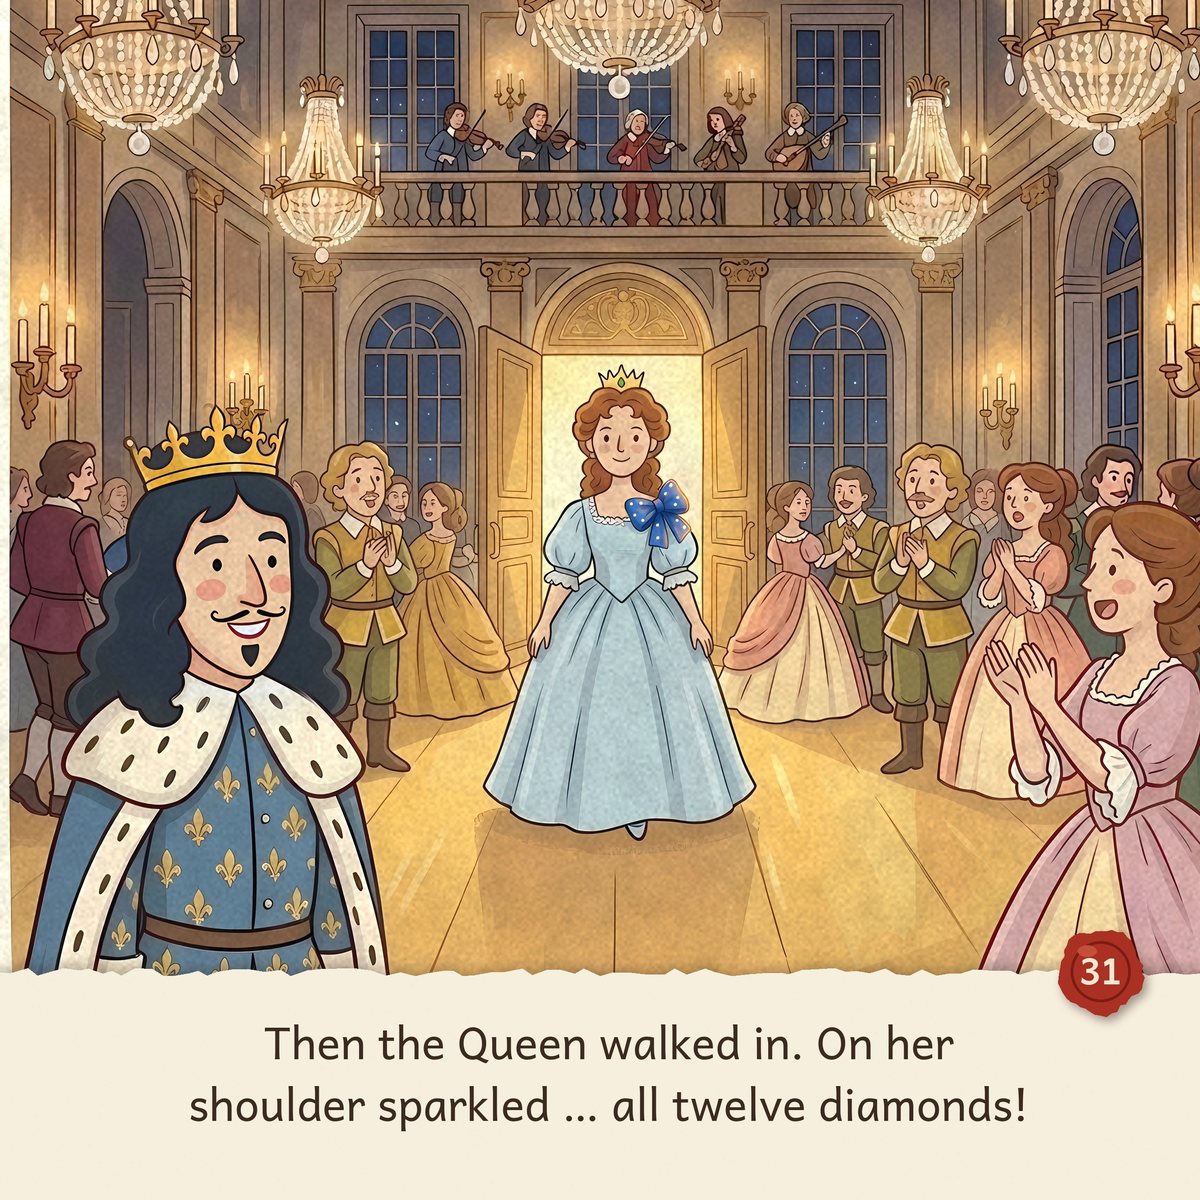 31
Then the Queen walked in. On her
shoulder sparkled ... all twelve diamonds!